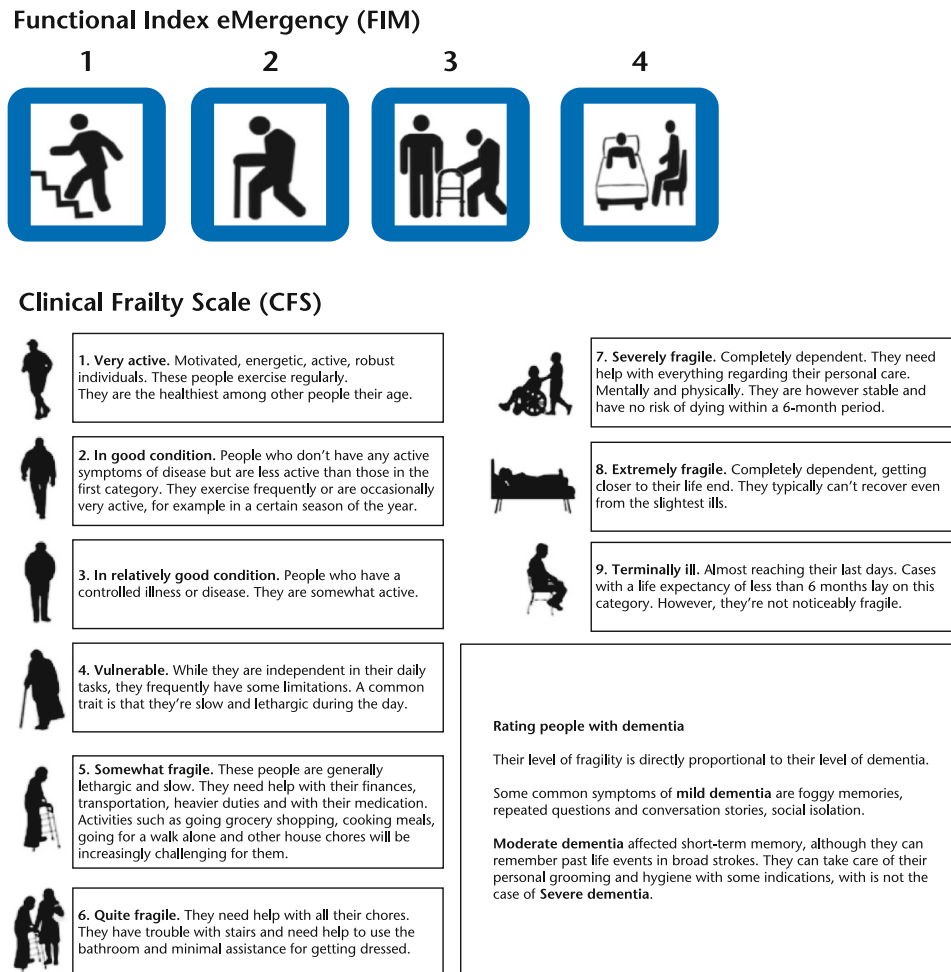 Functional Index eMergency (FIM)
1
2
3
4
Clinical Frailty Scale (CFS)
1. Very active. Motivated, energetic, active, robust
individuals. These people exercise regularly.
They are the healthiest among other people their age.
2. In good condition. People who don't have any active
symptoms of disease but are less active than those in the
first category. They exercise frequently or are occasionally
very active, for example in a certain season of the year.
3. In relatively good condition. People who have a
controlled illness or disease. They are somewhat active.
4. Vulnerable. While they are independent in their daily
tasks, they frequently have some limitations. A common
trait is that they're slow and lethargic during the day.
5. Somewhat fragile. These people are generally
lethargic and slow. They need help with their finances,
transportation, heavier duties and with their medication.
Activities such as going grocery shopping, cooking meals,
going for a walk alone and other house chores will be
increasingly challenging for them.
6. Quite fragile. They need help with all their chores.
They have trouble with stairs and need help to use the
bathroom and minimal assistance for getting dressed.
7. Severely fragile. Completely dependent. They need
help with everything regarding their personal care.
Mentally and physically. They are however stable and
have no risk of dying within a 6-month period.
8. Extremely fragile. Completely dependent, getting
closer to their life end. They typically can't recover even
from the slightest ills.
9. Terminally ill. Almost reaching their last days. Cases
with a life expectancy of less than 6 months lay on this
category. However, they're not noticeably fragile.
Rating people with dementia
Their level of fragility is directly proportional to their level of dementia.
Some common symptoms of mild dementia are foggy memories,
repeated questions and conversation stories, social isolation.
Moderate dementia affected short-term memory, although they can
remember past life events in broad strokes. They can take care of their
personal grooming and hygiene with some indications, with is not the
case of Severe dementia.